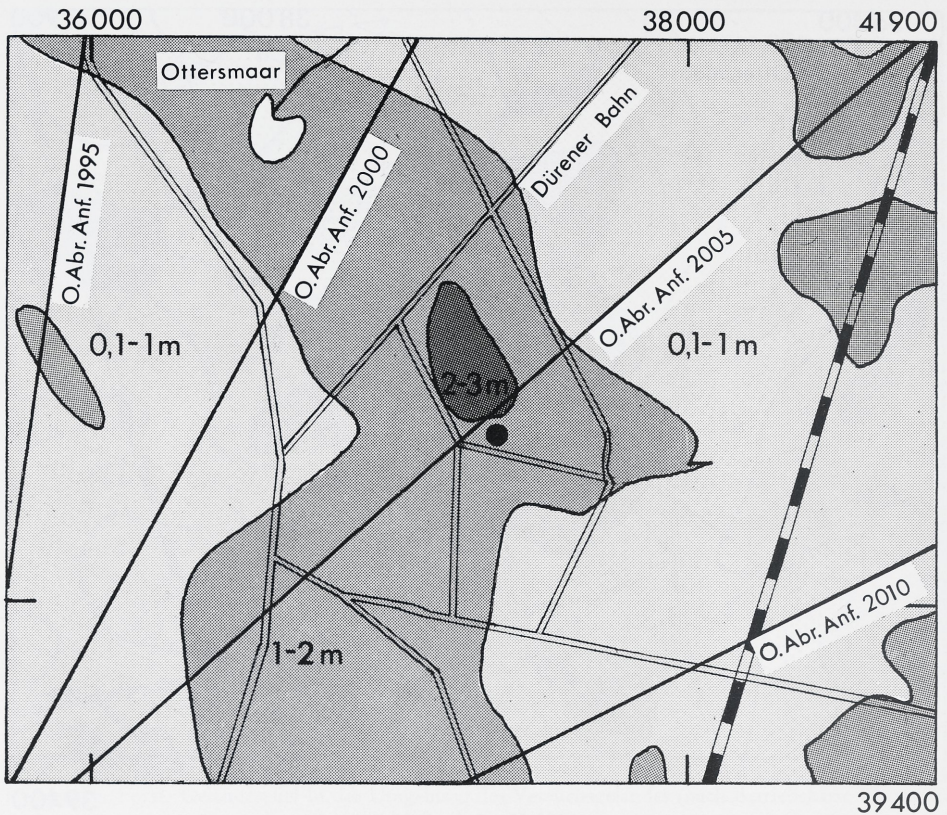 36000
38000
41900
Ottersmaar
Dürener Bahn
O.Abr.Anf. 1995
O.Abr.Anf. 2000
O.Abr.Anf. 2005
0,1-1m
0,1-1m
2-3m
O.Abr.Anf. 2010
1-2m
39400